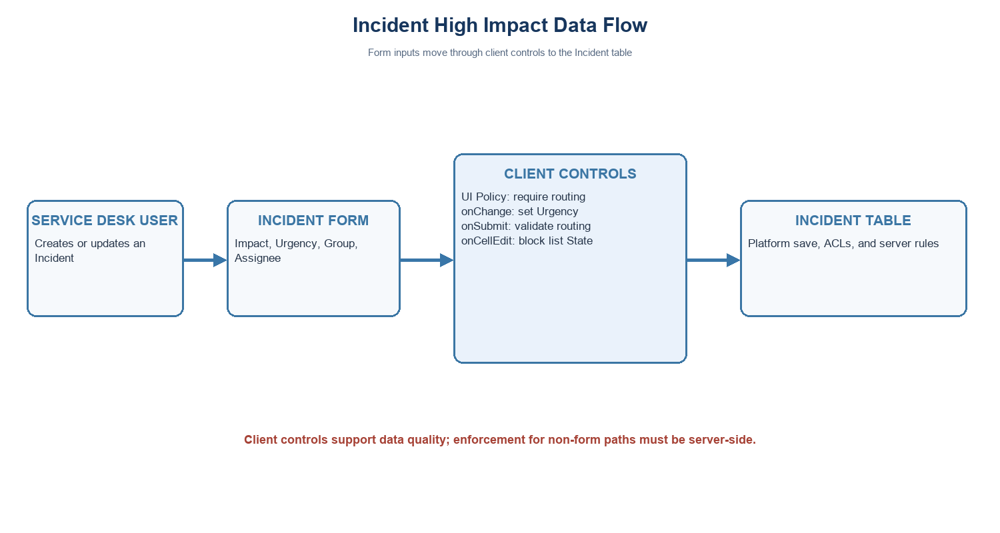 Incident High Impact Data Flow
Form inputs move through client controls to the Incident table
SERVICE DESK USER
Creates or updates an
Incident
INCIDENT FORM
Impact, Urgency, Group,
Assignee
CLIENT CONTROLS
UI Policy: require routing
onChange: set Urgency
onSubmit: validate routing
onCellEdit: block list State
INCIDENT TABLE
Platform save, ACLs, and server rules
Client controls support data quality; enforcement for non-form paths must be server-side.